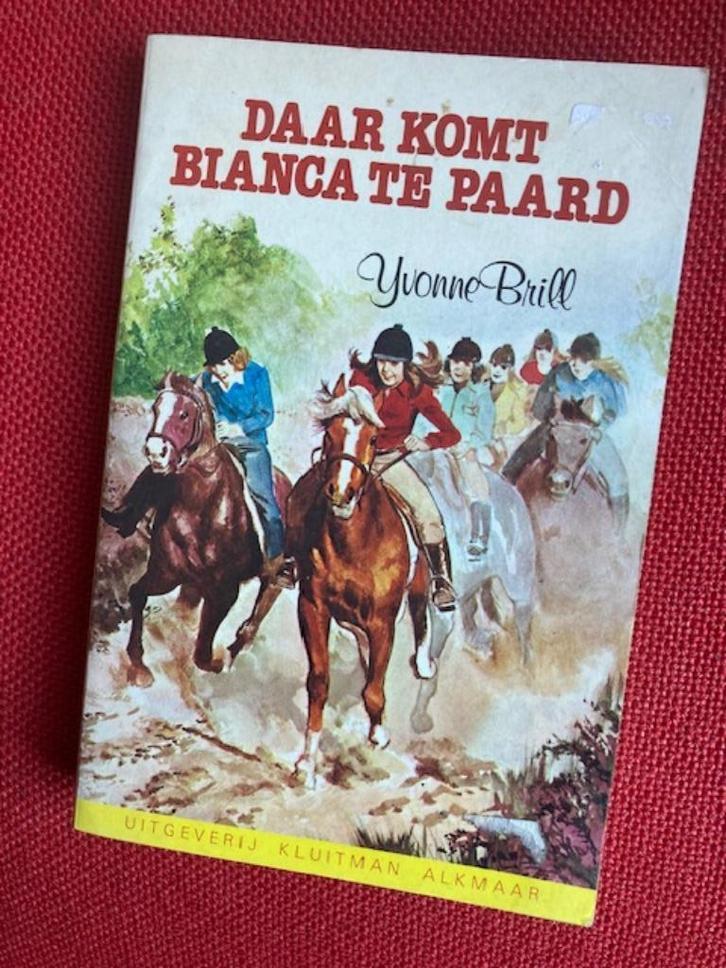 DAAR KOMT
BIANCA TE PAARD
Yvonne Brill
UITGEVERIJ KLUITMAN ALKMAAR